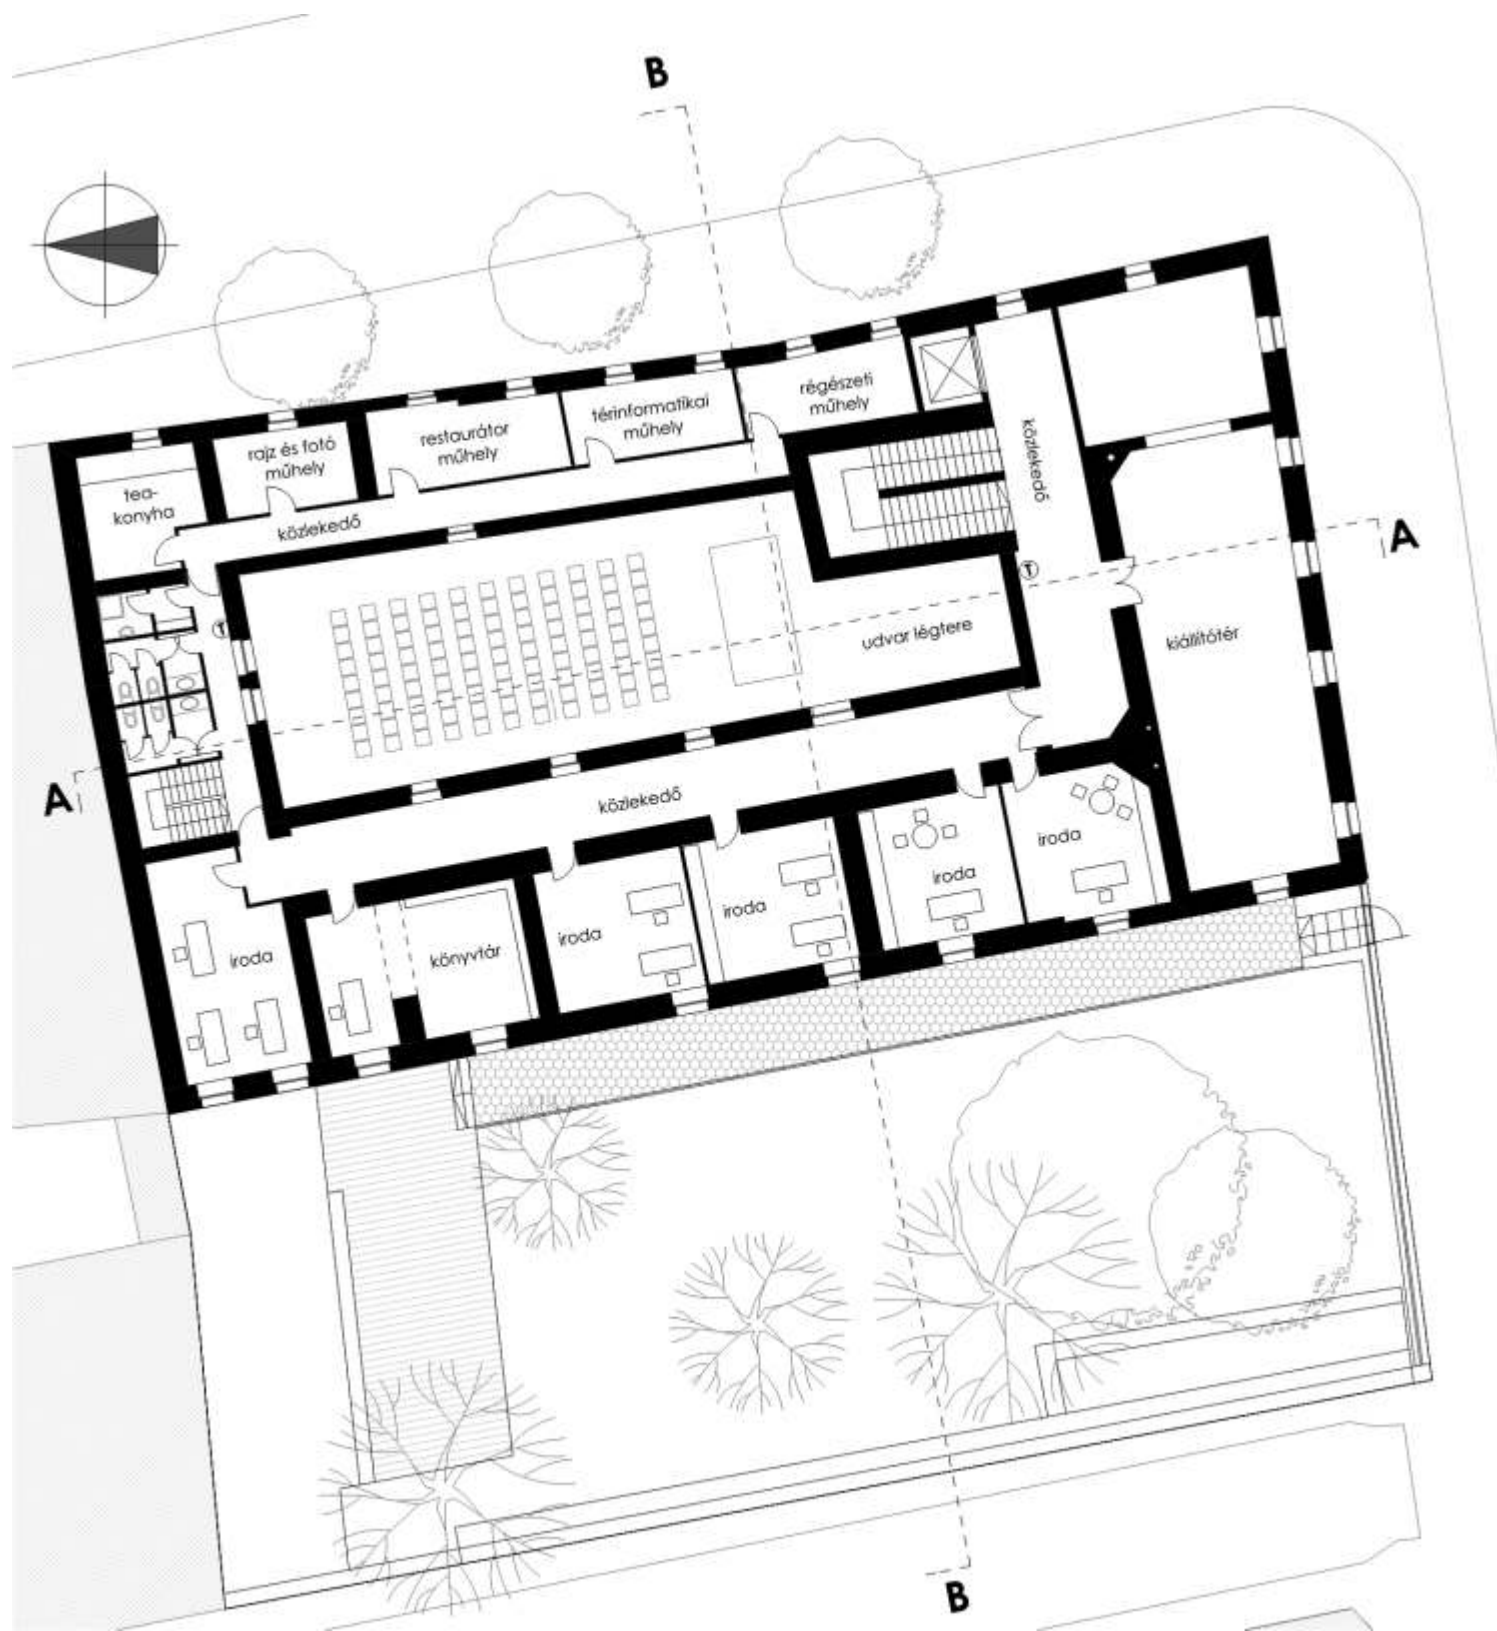 B
régészeti
műhely
térinformatikai
műhely
restaurátor
műhely
rajz és fotó
műhely
tea-
konyha
közlekedő
közlekedő
A
udvar légtere
kiállítótér
A
közlekedő
iroda
iroda
iroda
iroda
könyvtár
iroda
B